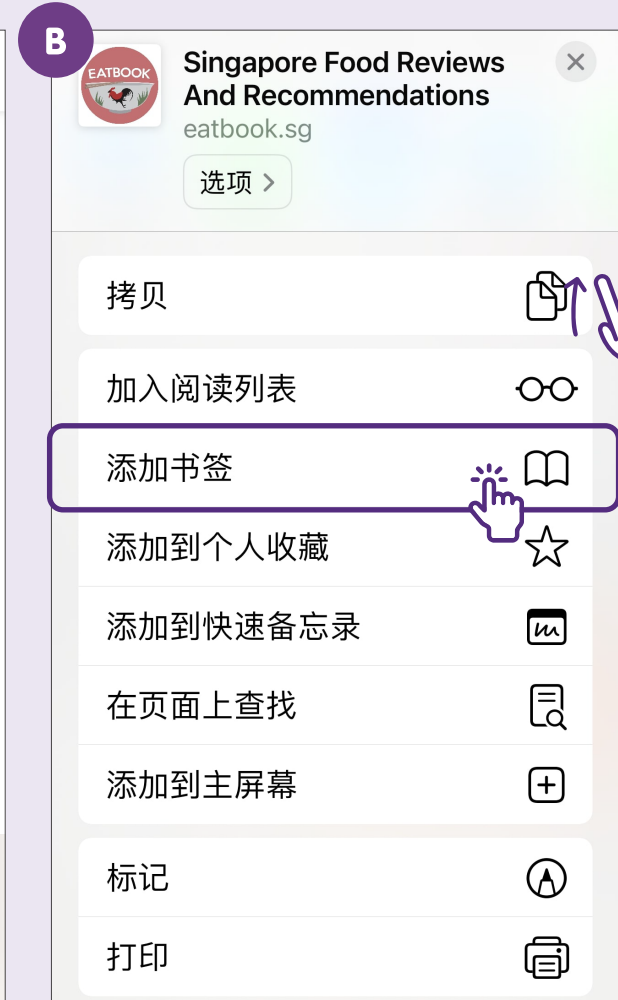 B
EATBOOK
Singapore Food Reviews
And Recommendations
eatbook.sg
选项
拷贝
加入阅读列表
添加书签
添加到个人收藏
添加到快速备忘录
在页面上查找
添加到主屏幕
标记
打印